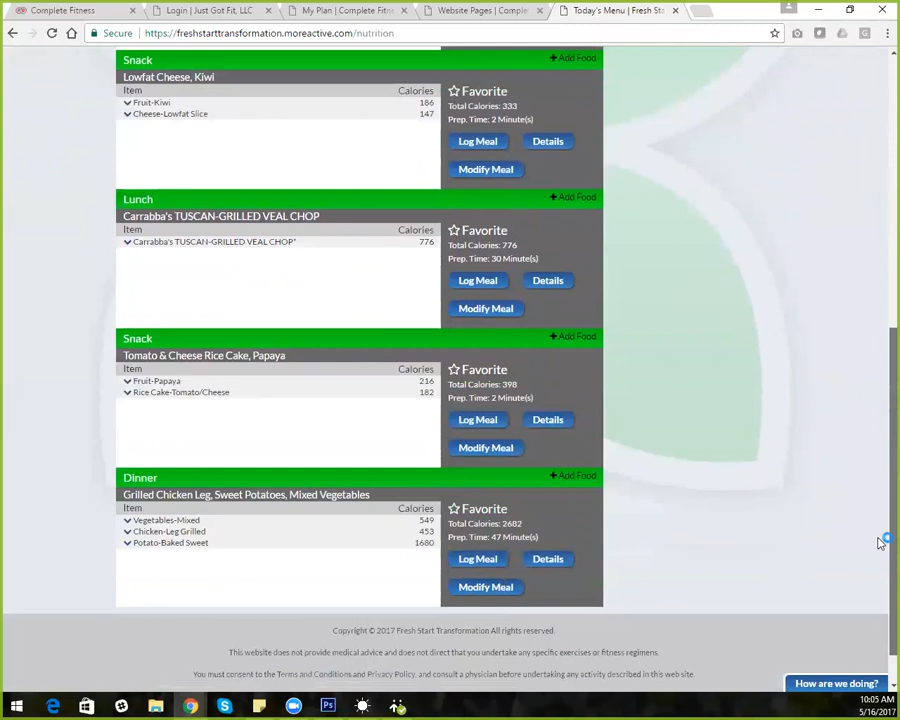 Complete Fitness
Login | Just Got Fit, LLC
My Plan | Complete Fitn
Website Pages | Comple
Today's Menu | Fresh St
Secure
https://freshstarttransformation.moreactive.com/nutrition
Snack
+Add Food
Lowfat Cheese, Kiwi
Item Calories
Fruit-Kiwi 186
Cheese-Lowfat Slice 147
Favorite
Total Calories: 333
Prep. Time: 2 Minute(s)
Log Meal Details
Modify Meal
Lunch
+Add Food
Carrabba's TUSCAN-GRILLED VEAL CHOP
Item Calories
Carrabba's TUSCAN-GRILLED VEAL CHOP* 776
Favorite
Total Calories: 776
Prep. Time: 30 Minute(s)
Log Meal Details
Modify Meal
Snack
+Add Food
Tomato & Cheese Rice Cake, Papaya
Item Calories
Fruit-Papaya 216
Rice Cake-Tomato/Cheese 182
Favorite
Total Calories: 398
Prep. Time: 2 Minute(s)
Log Meal Details
Modify Meal
Dinner
+Add Food
Grilled Chicken Leg, Sweet Potatoes, Mixed Vegetables
Item Calories
Vegetables-Mixed 549
Chicken-Leg Grilled 453
Potato-Baked Sweet 1680
Favorite
Total Calories: 2682
Prep. Time: 47 Minute(s)
Log Meal Details
Modify Meal
Copyright © 2017 Fresh Start Transformation All rights reserved
This website does not provide medical advice and does not direct that you undertake any specific exercises or fitness regimens.
You must consent to the Terms and Conditions and Privacy Policy, and consult a physician before undertaking any activity described in this web site.
How are we doing?
10:05 AM
5/16/2017